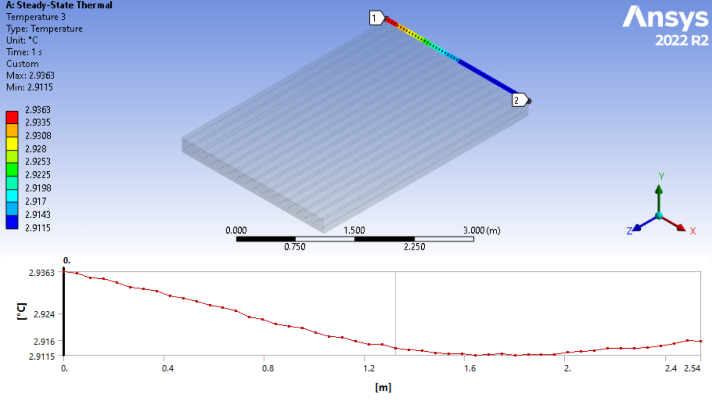 A: Steady-State Thermal
Temperature 3
Type: Temperature
Unit: °C
Time: 1 s
Custom
Max: 2.9363
Min: 2.9115
2.9363
2.9335
2.9308
2.928
2.9253
2.9225
2.9198
2.917
2.9143
2.9115
1
2
Ansys
2022 R2
0.000
1.500
3.000 (m)
0.750
2.250
Y
Z
X
0.
2.9363
2.924
2.916
2.9115
[°C]
0.
0.4
0.8
1.2
1.6
2.
2.4
2.54
[m]